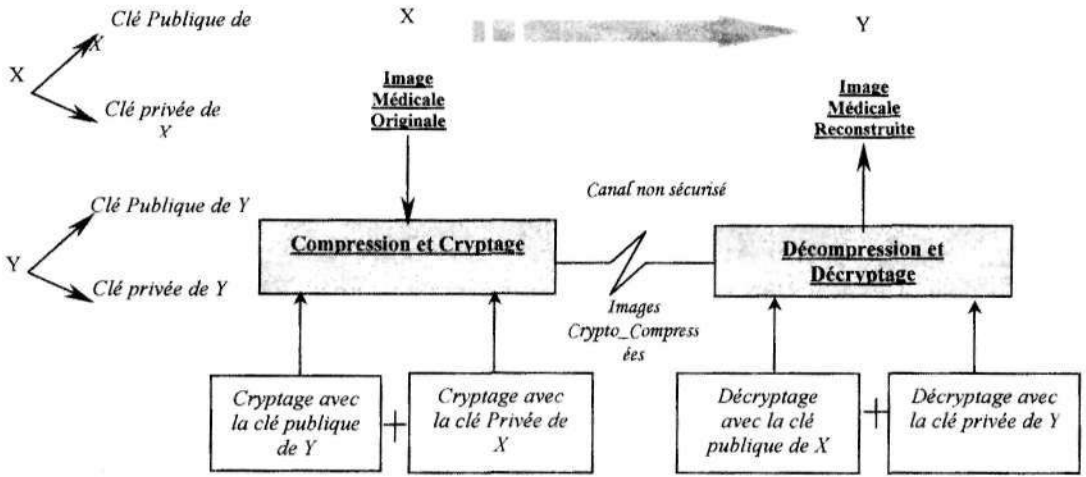 Clé Publique de
X
X
Clé privée de
X
Clé Publique de Y
Y
Clé privée de Y
X
Y
Image
Médicale
Originale
Image
Médicale
Reconstruite
Canal non sécurisé
Compression et Cryptage
Décompression et
Décryptage
Images
Crypto_Compress
ées
Cryptage avec
la clé publique
de Y
+
Cryptage avec
la clé Privée de
X
Décryptage
avec la clé
publique de X
+
Décryptage avec
la clé privée de Y